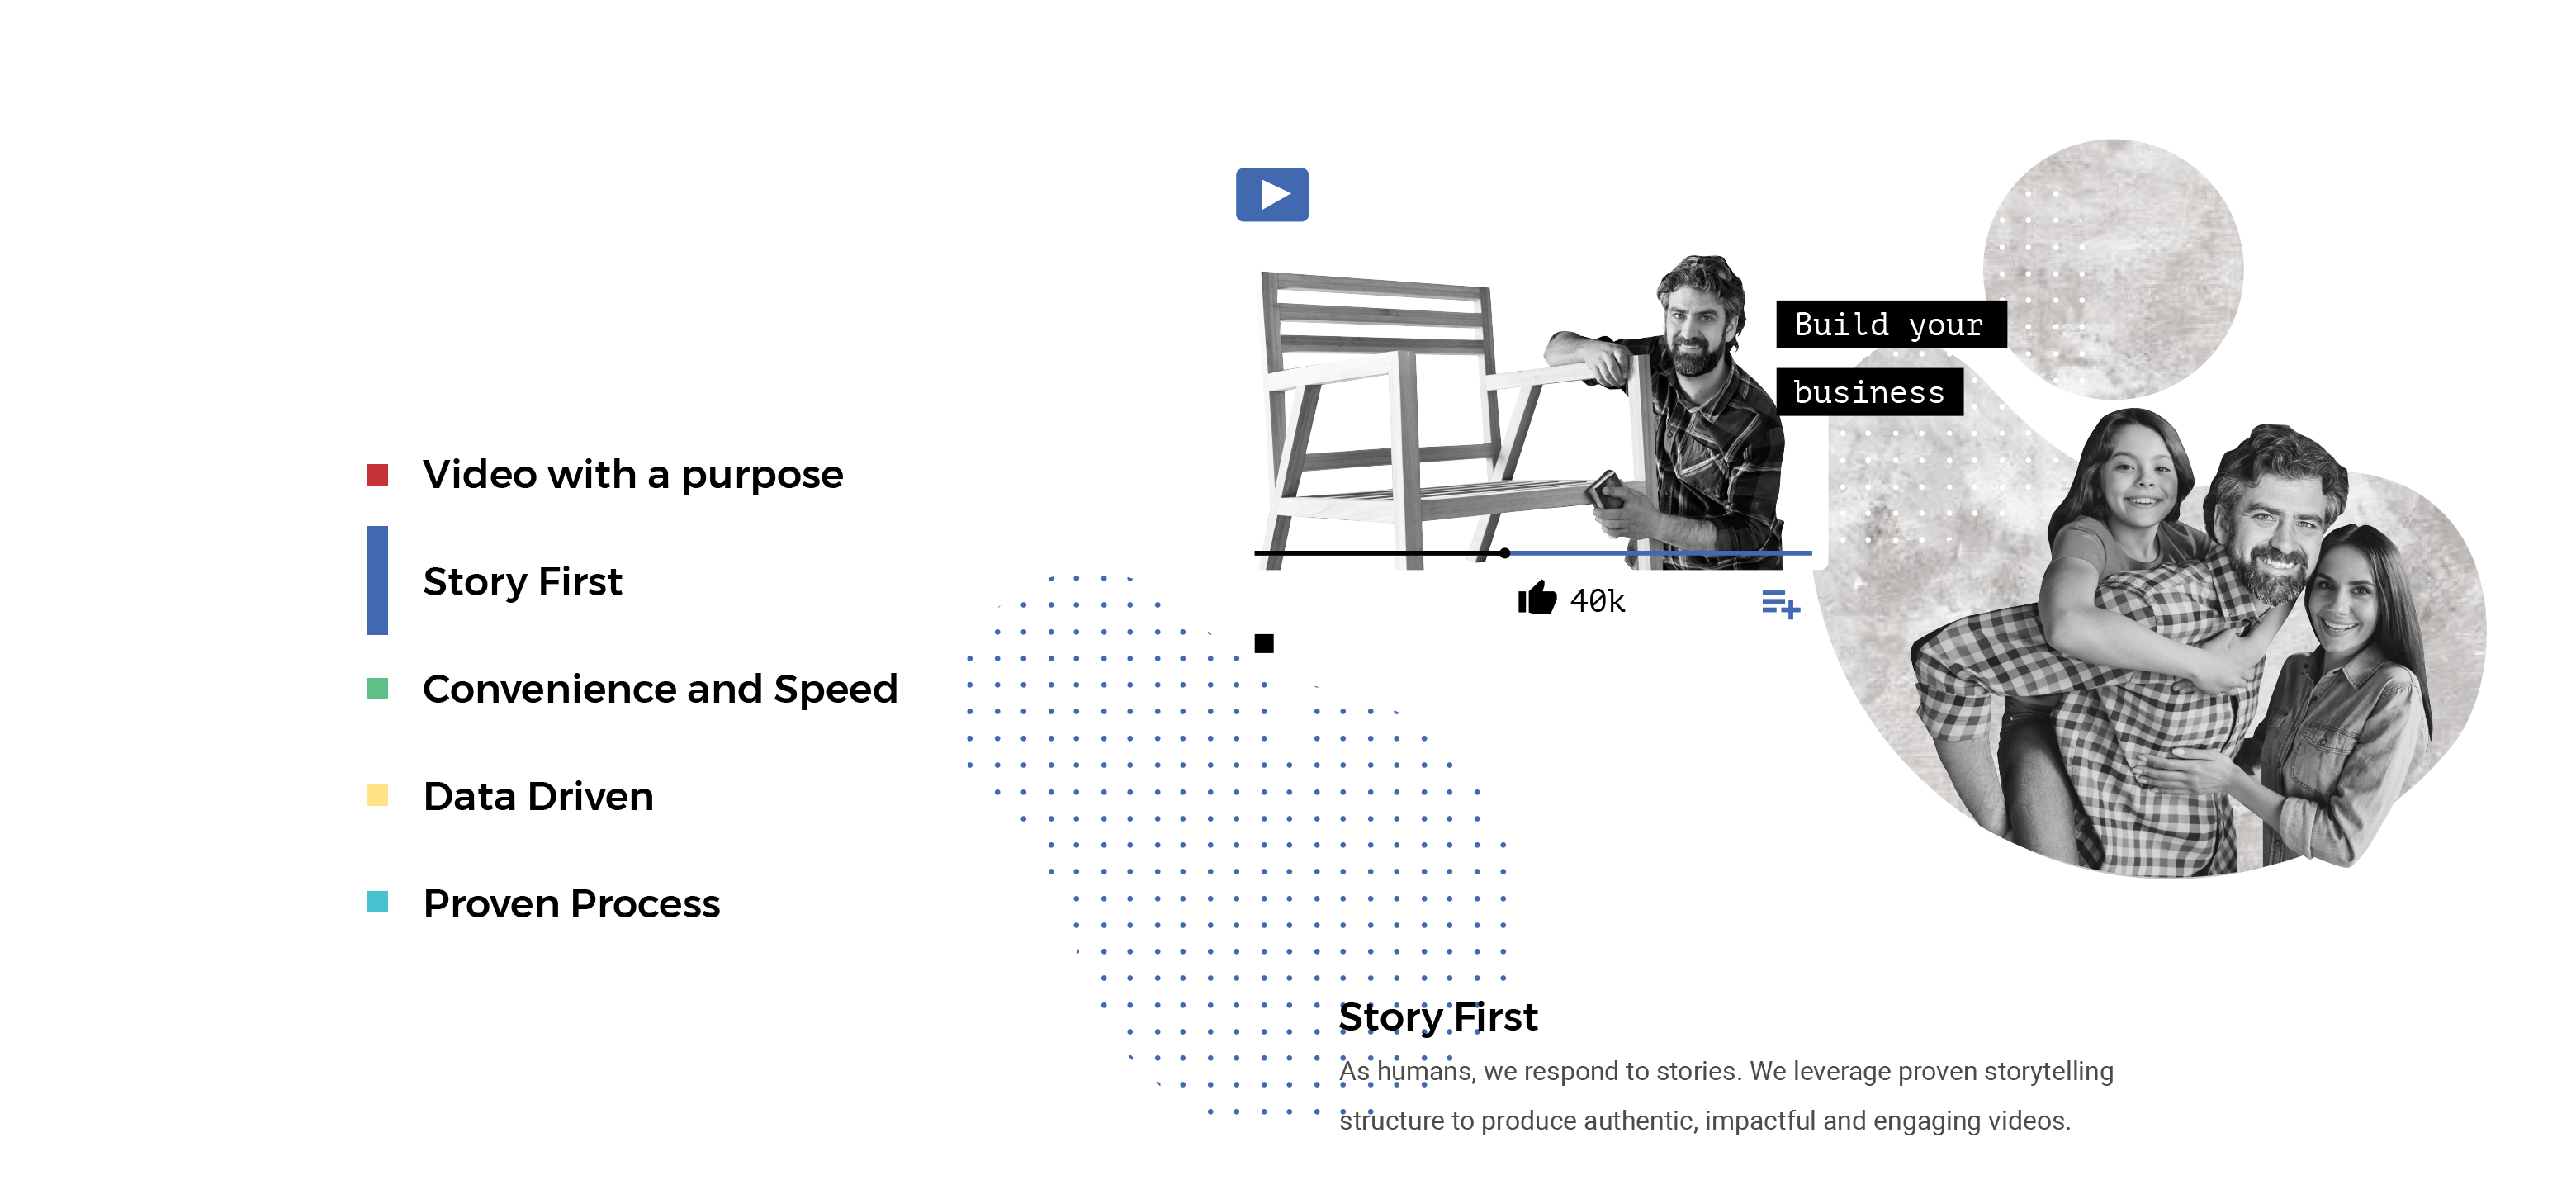 Video with a purpose
Story First
Convenience and Speed
Data Driven
Proven Process
Build your
business
40k
Story First
As humans, we respond to stories. We leverage proven storytelling
structure to produce authentic, impactful and engaging videos.